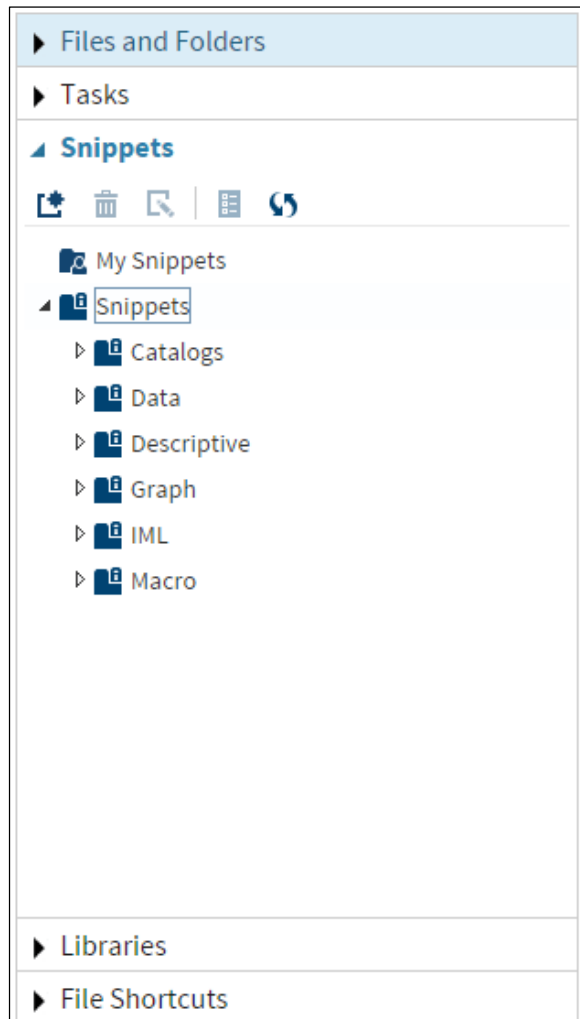 Files and Folders
Tasks
Snippets
My Snippets
Snippets
Catalogs
Data
Descriptive
Graph
IML
Macro
Libraries
File Shortcuts